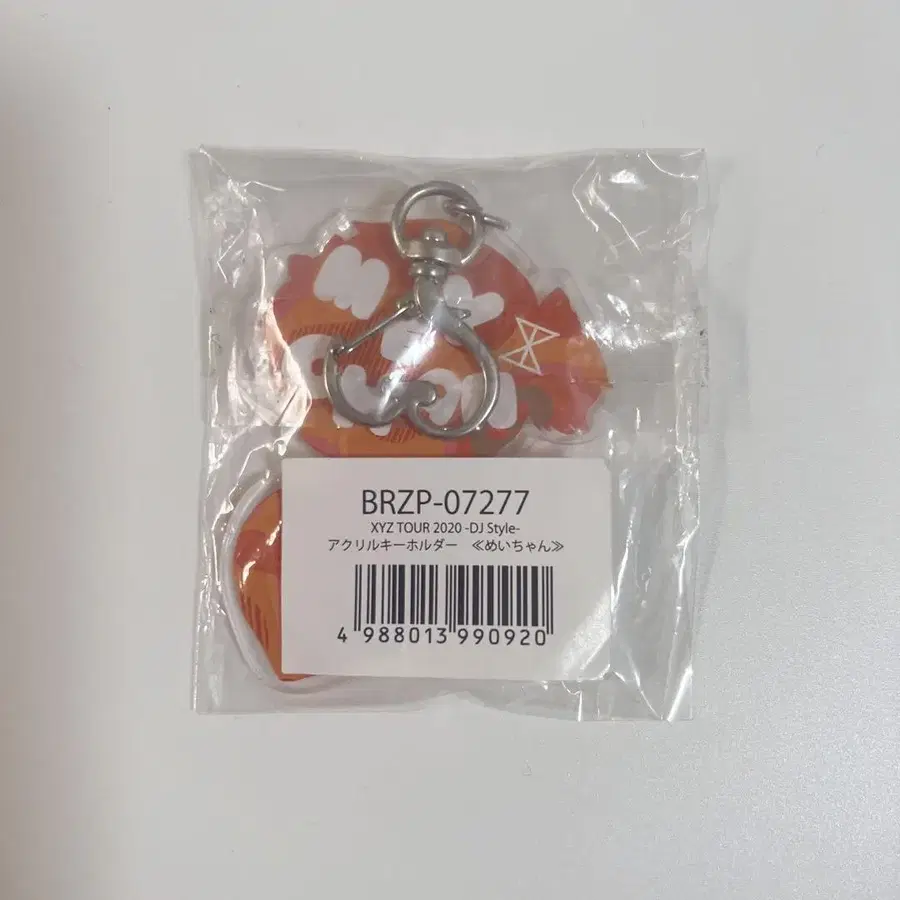 BRZP-07277
XYZ TOUR 2020 -DJ Style-
アクリルキーホルダー ≪めいちゃん≫
4 988013 990920